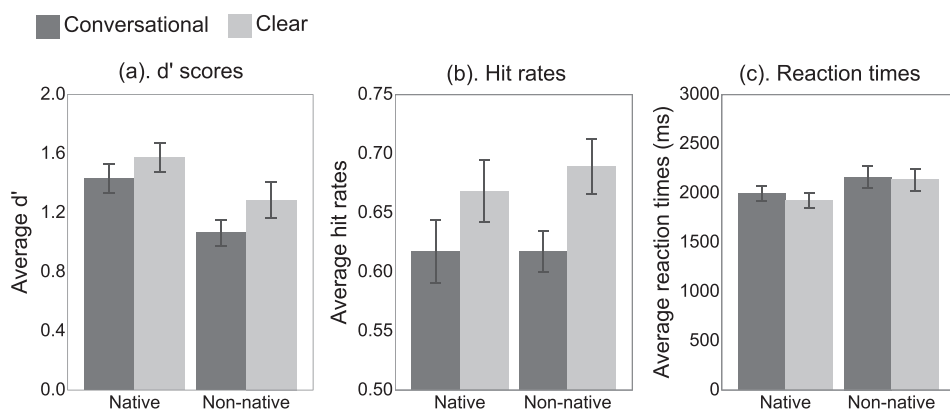 Conversational Clear
(a). d' scores
Average d'
2.0
1.6
1.2
0.8
0.4
0.0
Native Non-native
(b). Hit rates
Average hit rates
0.75
0.70
0.65
0.60
0.55
0.50
Native Non-native
(c). Reaction times
Average reaction times (ms)
3000
2500
2000
1500
1000
500
0
Native Non-native